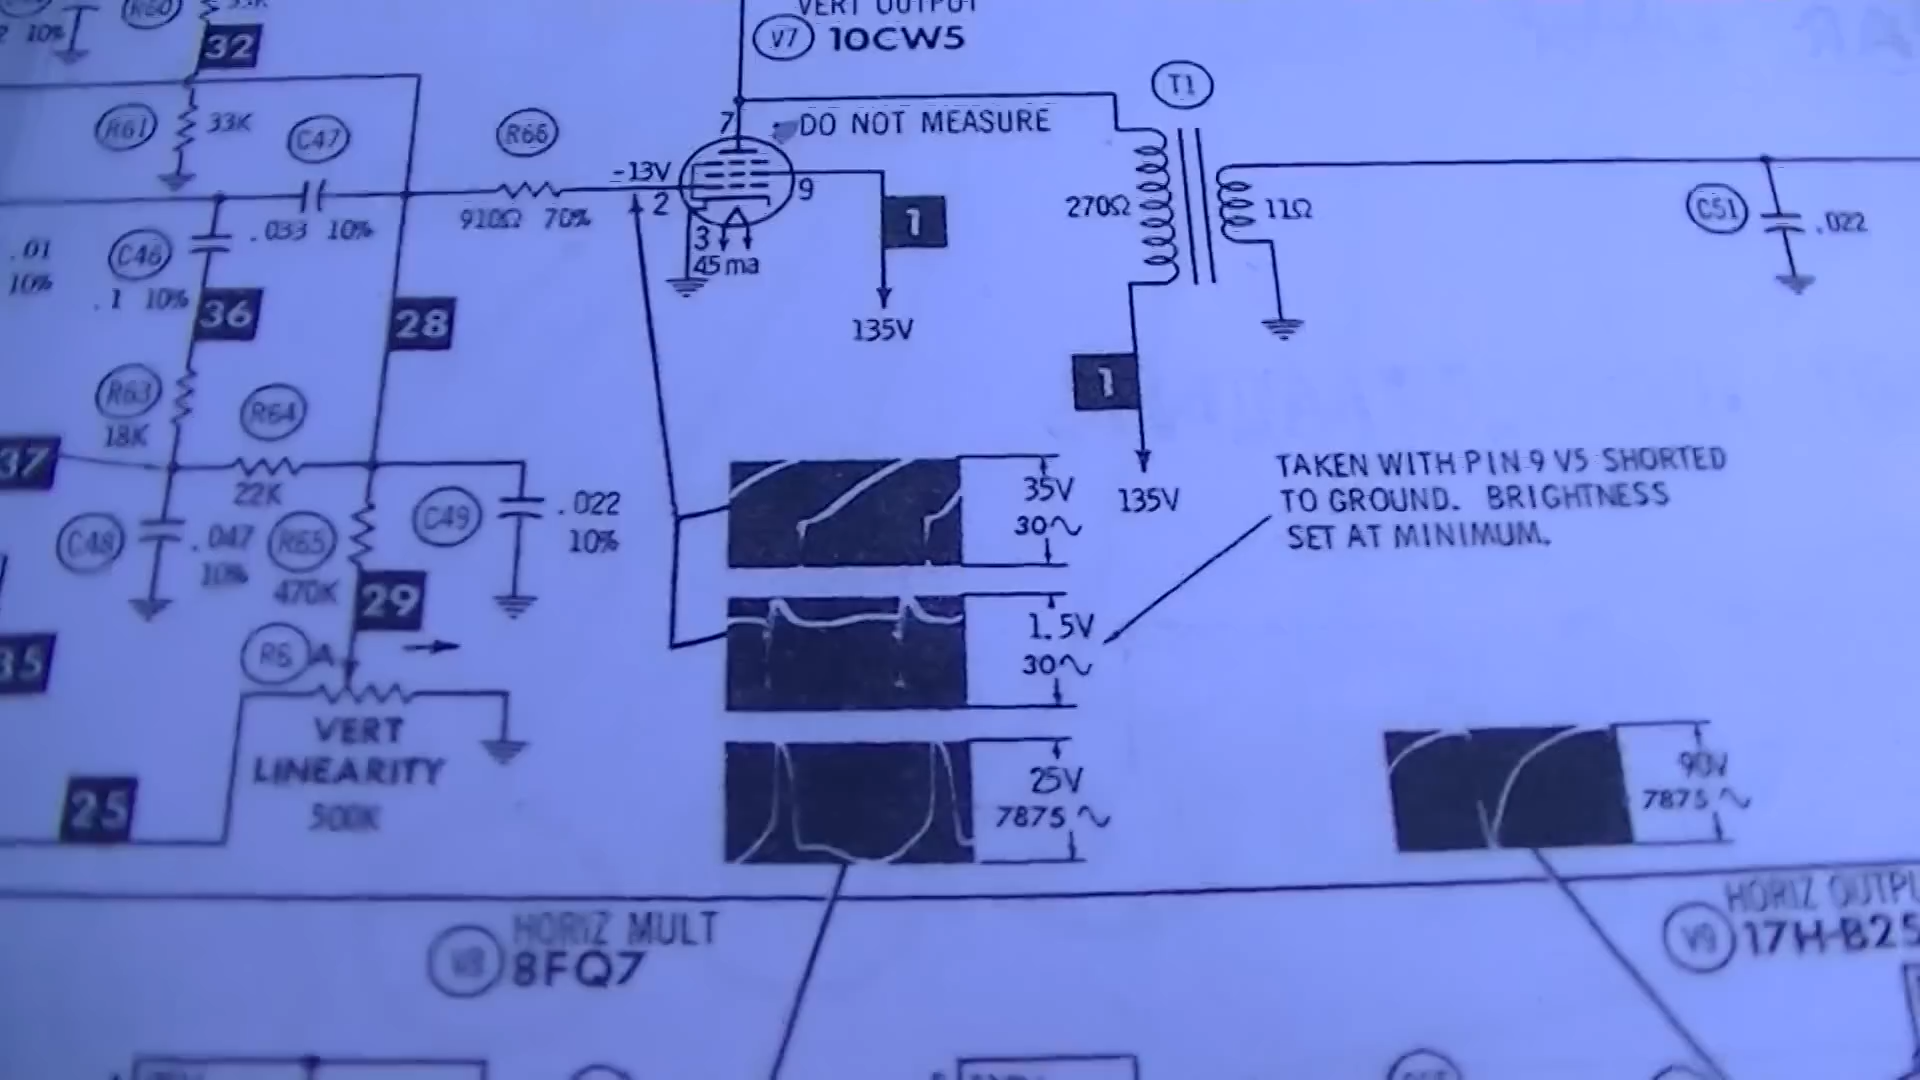 R60
10%
32
VERT OUTPUT
V7 10CW5
T1
R61
33K
C47
R66
7
DO NOT MEASURE
-13V
2
9
.033 10%
910Ω 70%
3
45 ma
1
135V
270Ω
11Ω
C51
.022
.01
10%
C46
.1 10%
36
28
R63
18K
R64
22K
37
C48
.047
10%
R65
470K
C49
.022
10%
29
R6 A
35
VERT
LINEARITY
500K
25
1
135V
35V
30~
1.5V
30~
25V
7875 ~
TAKEN WITH PIN 9 V5 SHORTED
TO GROUND. BRIGHTNESS
SET AT MINIMUM.
90V
7875 ~
V8
HORIZ MULT
8FQ7
V9
HORIZ
17H-B25